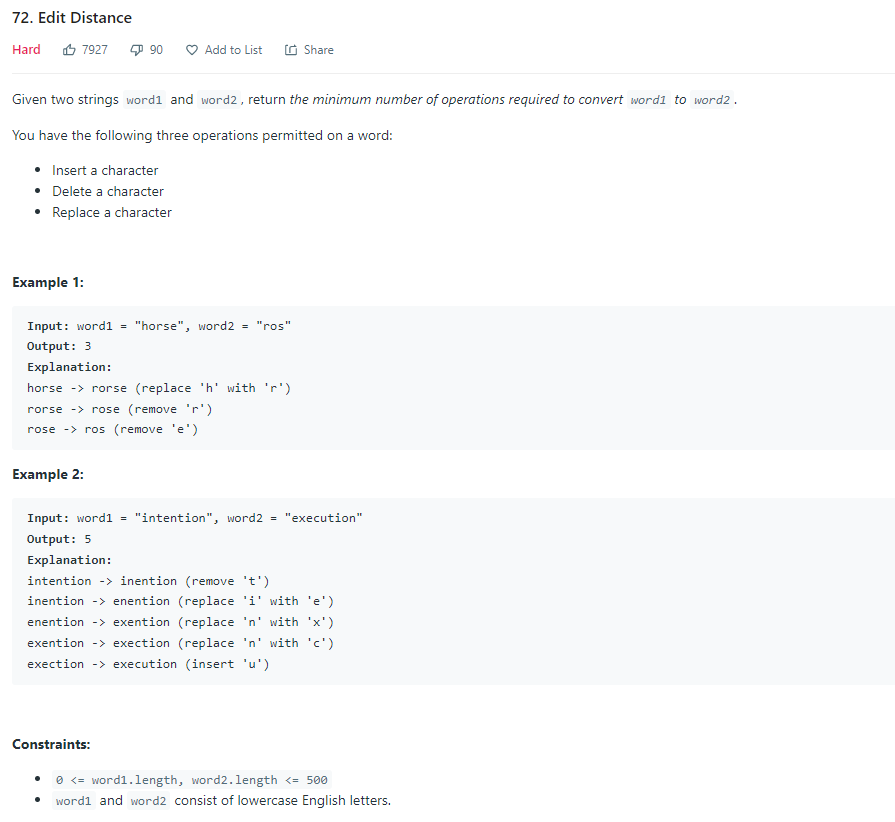 72. Edit Distance
Hard 7927 90 Add to List Share
Given two strings word1 and word2, return the minimum number of operations required to convert word1 to word2.
You have the following three operations permitted on a word:
• Insert a character
• Delete a character
• Replace a character
Example 1:
Input: word1 = "horse", word2 = "ros"
Output: 3
Explanation:
horse -> rorse (replace 'h' with 'r')
rorse -> rose (remove 'r')
rose -> ros (remove 'e')
Example 2:
Input: word1 = "intention", word2 = "execution"
Output: 5
Explanation:
intention -> inention (remove 't')
inention -> enention (replace 'i' with 'e')
enention -> exention (replace 'n' with 'x')
exention -> exection (replace 'n' with 'c')
exection -> execution (insert 'u')
Constraints:
• 0 <= word1.length, word2.length <= 500
• word1 and word2 consist of lowercase English letters.